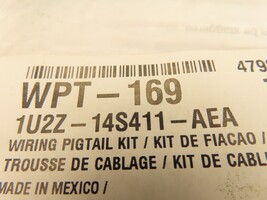 479
WPT-169
1U2Z-14S411-AEA
WIRING PIGTAIL KIT / KIT DE FIACAO /
TROUSSE DE CABLAGE / KIT DE CABL
MADE IN MEXICO /